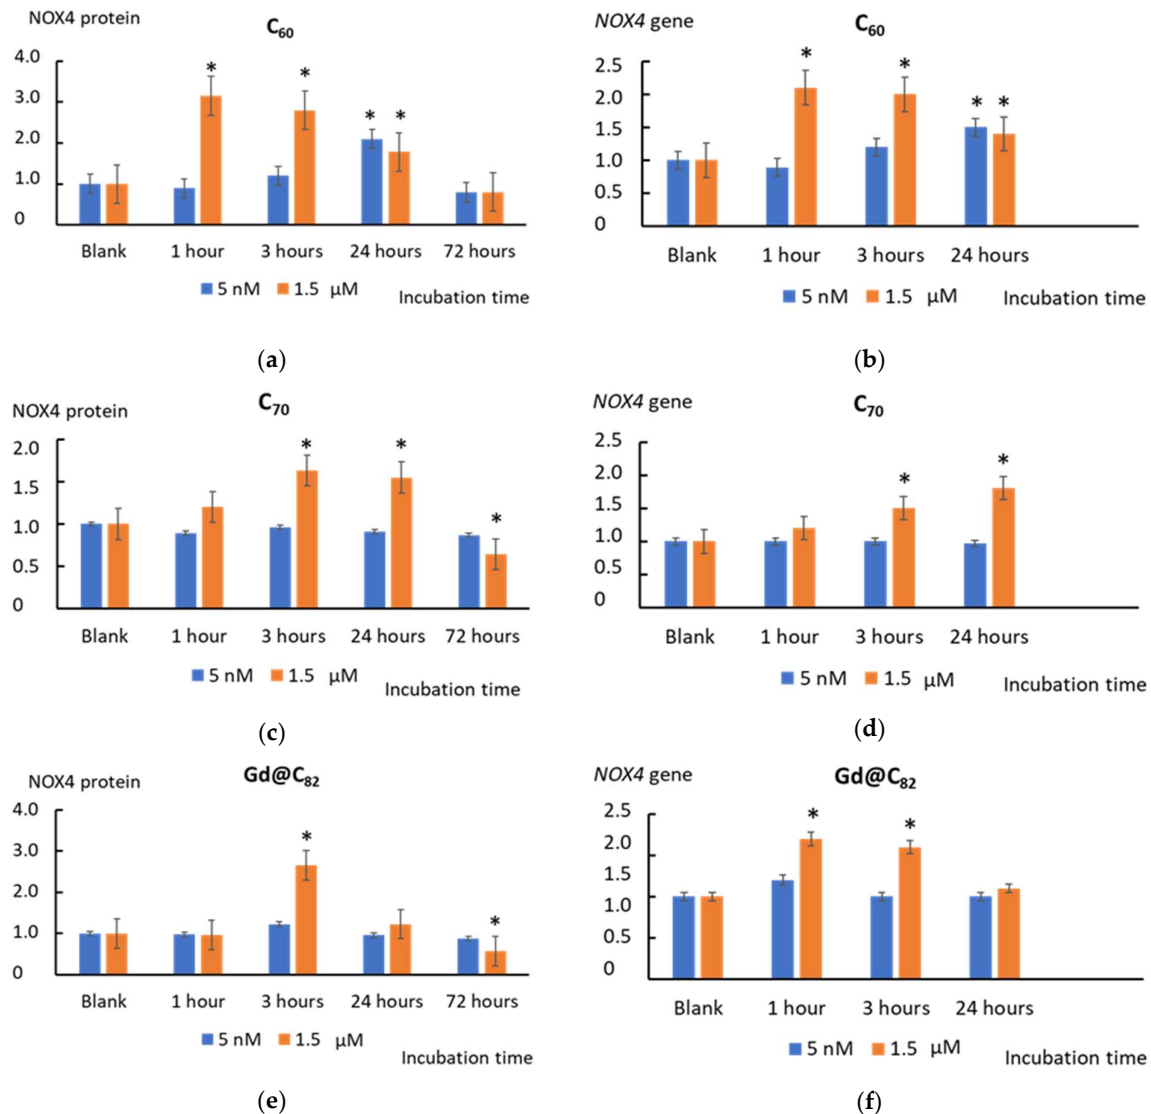 NOX4 protein
C₆₀
4.0
3.0
2.0
1.0
0
* * * *
Blank 1 hour 3 hours 24 hours 72 hours
5 nM 1.5 µM Incubation time
(a)
NOX4 gene
C₆₀
2.5
2.0
1.5
1.0
0.5
0
* * * *
Blank 1 hour 3 hours 24 hours
5 nM 1.5 µM Incubation time
(b)
NOX4 protein
C₇₀
2.0
1.5
1.0
0.5
0
* * *
Blank 1 hour 3 hours 24 hours 72 hours
5 nM 1.5 µM Incubation time
(c)
NOX4 gene
C₇₀
2.5
2.0
1.5
1.0
0.5
0
* *
Blank 1 hour 3 hours 24 hours
5 nM 1.5 µM Incubation time
(d)
NOX4 protein
Gd@C₈₂
4.0
3.0
2.0
1.0
0
* *
Blank 1 hour 3 hours 24 hours 72 hours
5 nM 1.5 µM
Incubation time
(e)
NOX4 gene
Gd@C₈₂
2.5
2.0
1.5
1.0
0.5
0
* *
Blank 1 hour 3 hours 24 hours
5 nM 1.5 µM
Incubation time
(f)